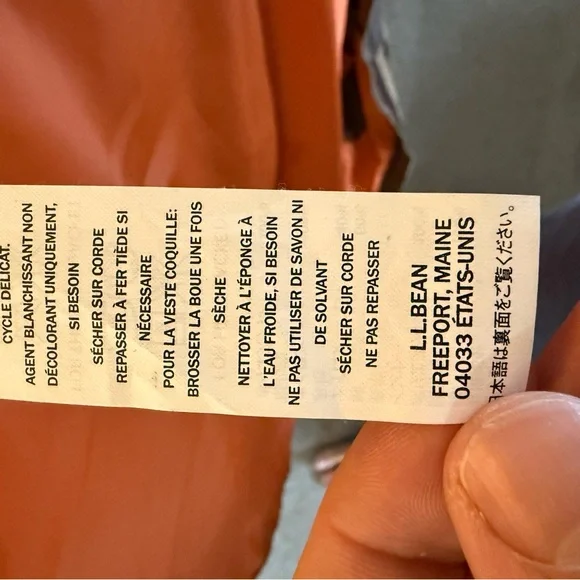 CYCLE DÉLICAT.
AGENT BLANCHISSANT NON
DÉCOLORANT UNIQUEMENT,
SI BESOIN
SÉCHER SUR CORDE
REPASSER À FER TIÈDE SI
NÉCESSAIRE
POUR LA VESTE COQUILLE:
BROSSER LA BOUE UNE FOIS
SÈCHE
NETTOYER À L'ÉPONGE À
L'EAU FROIDE, SI BESOIN
NE PAS UTILISER DE SAVON NI
DE SOLVANT
SÉCHER SUR CORDE
NE PAS REPASSER
L.L.BEAN
FREEPORT, MAINE
04033 ÉTATS-UNIS
日本語は裏面をご覧ください。